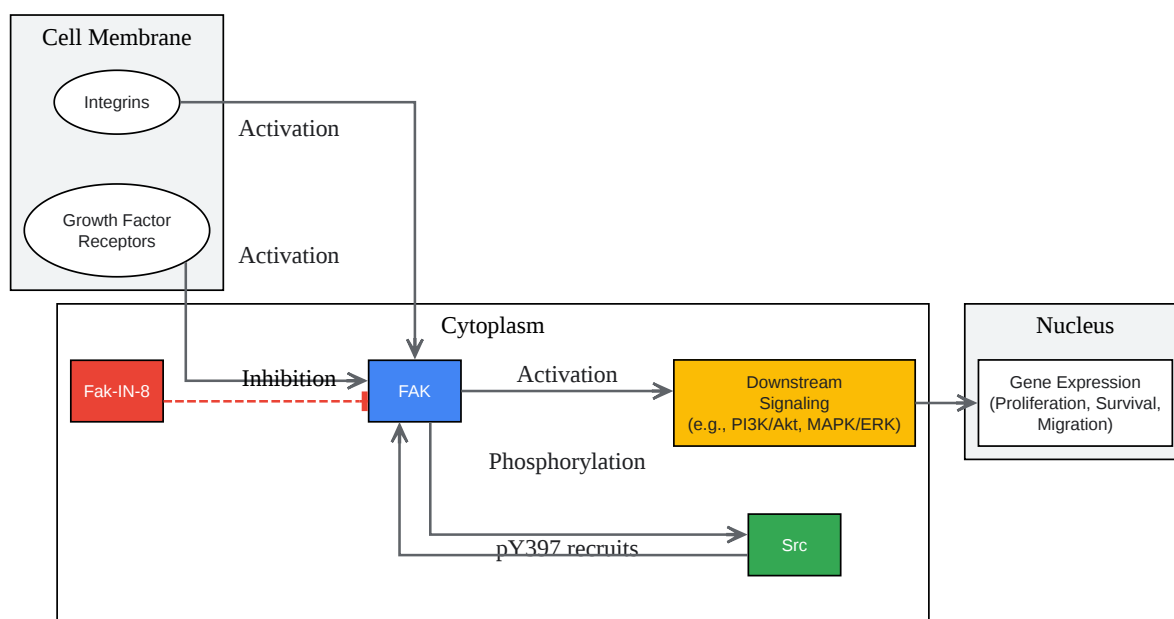 Cell Membrane
Integrins
Activation
Growth Factor
Receptors
Activation
Cytoplasm
Nucleus
Fak-IN-8
Inhibition
FAK
Activation
Downstream
Signaling
(e.g., PI3K/Akt, MAPK/ERK)
Gene Expression
(Proliferation, Survival,
Migration)
Phosphorylation
pY397 recruits
Src